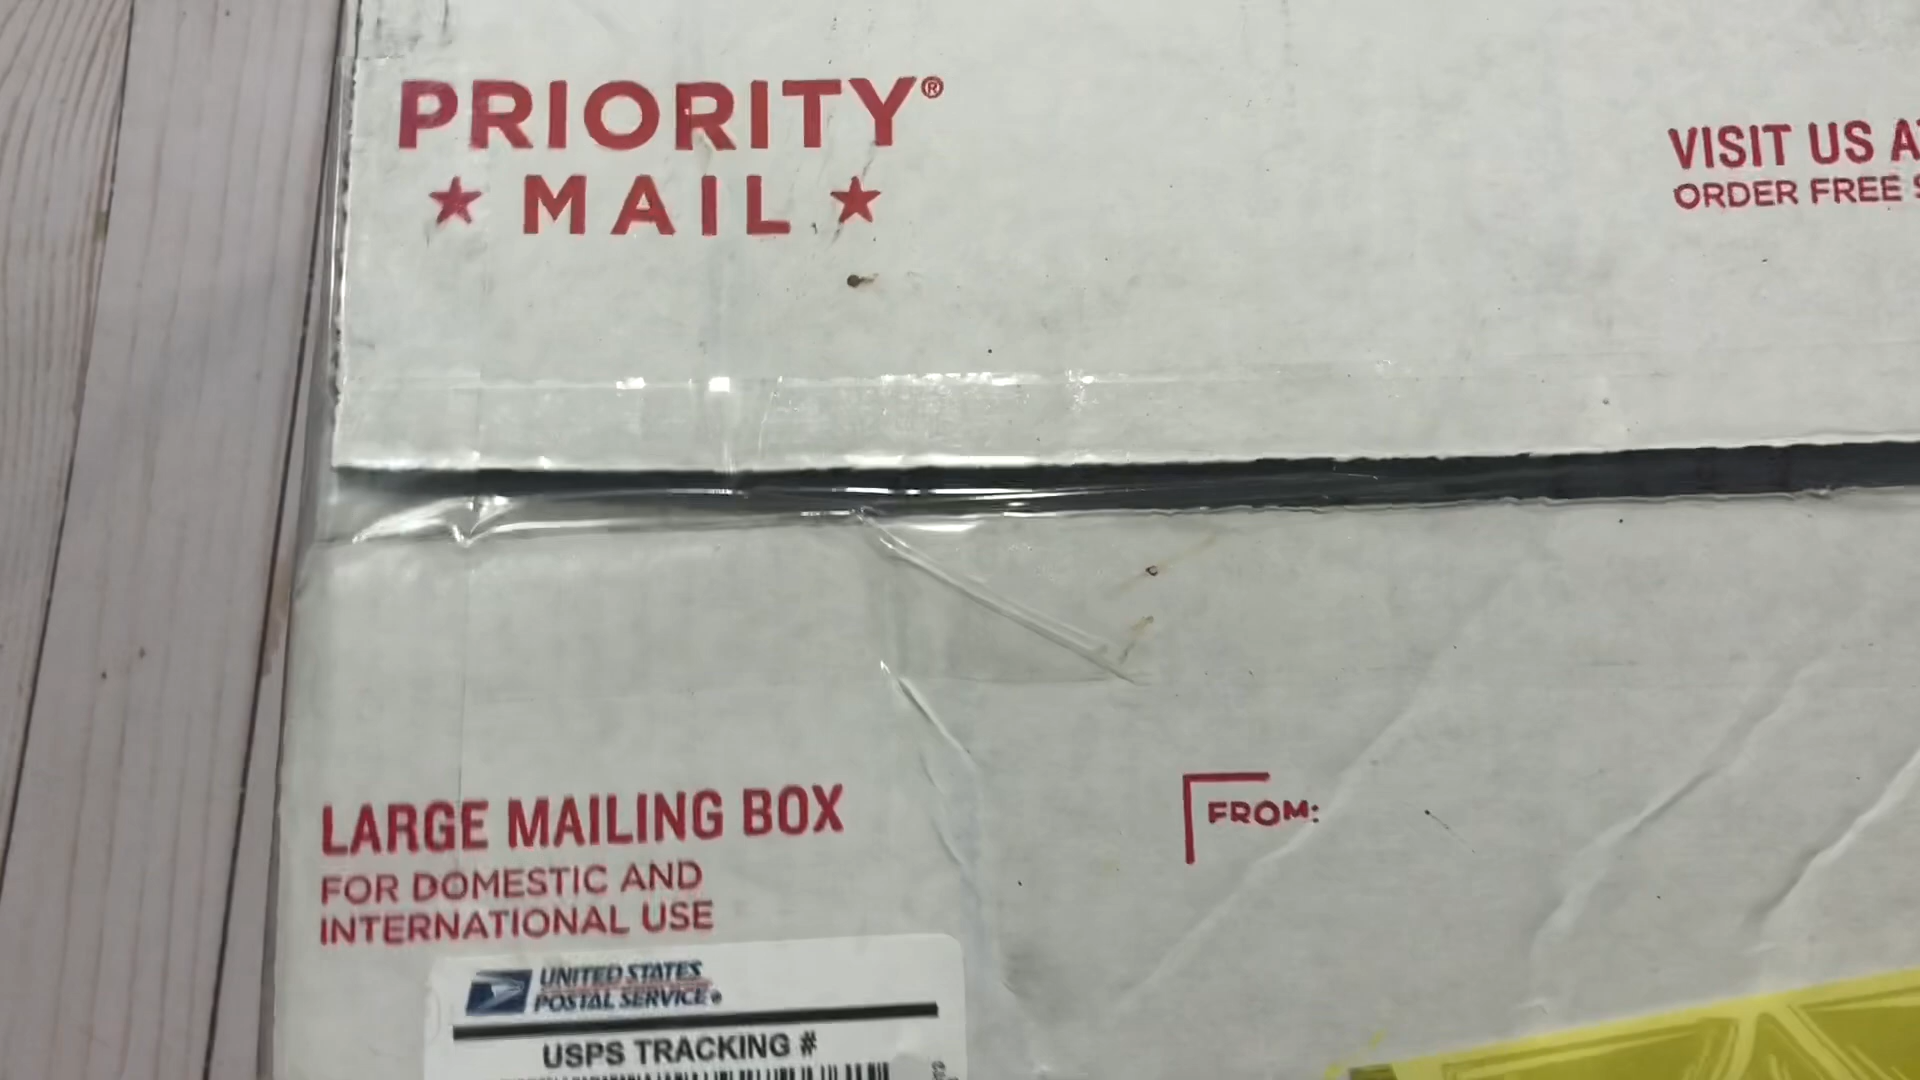 PRIORITY®
★ MAIL ★
VISIT US
ORDER FREE
LARGE MAILING BOX
FOR DOMESTIC AND
INTERNATIONAL USE
FROM:
UNITED STATES
POSTAL SERVICE®
USPS TRACKING #